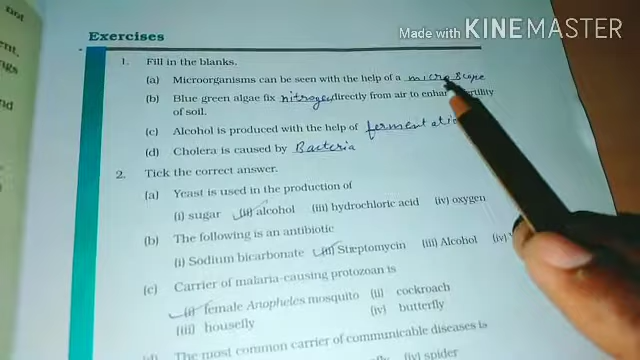 Made with KINEMASTER
not
Exercises
1. Fill in the blanks.
(a) Microorganisms can be seen with the help of a microscope
(b) Blue green algae fix nitrogen directly from air to enhance fertility
of soil.
(c) Alcohol is produced with the help of fermentatio
(d) Cholera is caused by Bacteria
2. Tick the correct answer.
(a) Yeast is used in the production of
(i) sugar (ii) alcohol (iii) hydrochloric acid (iv) oxygen
(b) The following is an antibiotic
(i) Sodium bicarbonate (ii) Streptomycin (iii) Alcohol (iv)
(c) Carrier of malaria-causing protozoan is
(i) female Anopheles mosquito (ii) cockroach
(iii) housefly (iv) butterfly
The most common carrier of communicable diseases is
(iv) spider